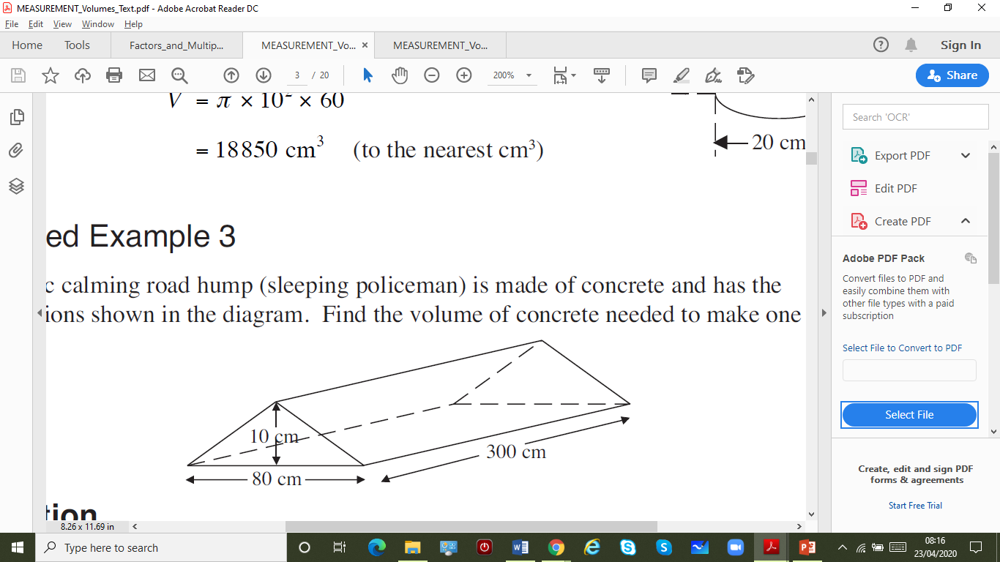 MEASUREMENT_Volumes_Text.pdf - Adobe Acrobat Reader DC
File Edit View Window Help
Home Tools Factors_and_Multip... MEASUREMENT_Vo... × MEASUREMENT_Vo... Sign In
3 / 20 200% Share
V = π × 10² × 60
= 18850 cm³ (to the nearest cm³)
20 cm
ed Example 3
c calming road hump (sleeping policeman) is made of concrete and has the
ions shown in the diagram. Find the volume of concrete needed to make one
10 cm
300 cm
80 cm
tion
8.26 x 11.69 in
Search 'OCR'
Export PDF
Edit PDF
Create PDF
Adobe PDF Pack
Convert files to PDF and
easily combine them with
other file types with a paid
subscription
Select File to Convert to PDF
Select File
Create, edit and sign PDF
forms & agreements
Start Free Trial
Type here to search
08:16
23/04/2020